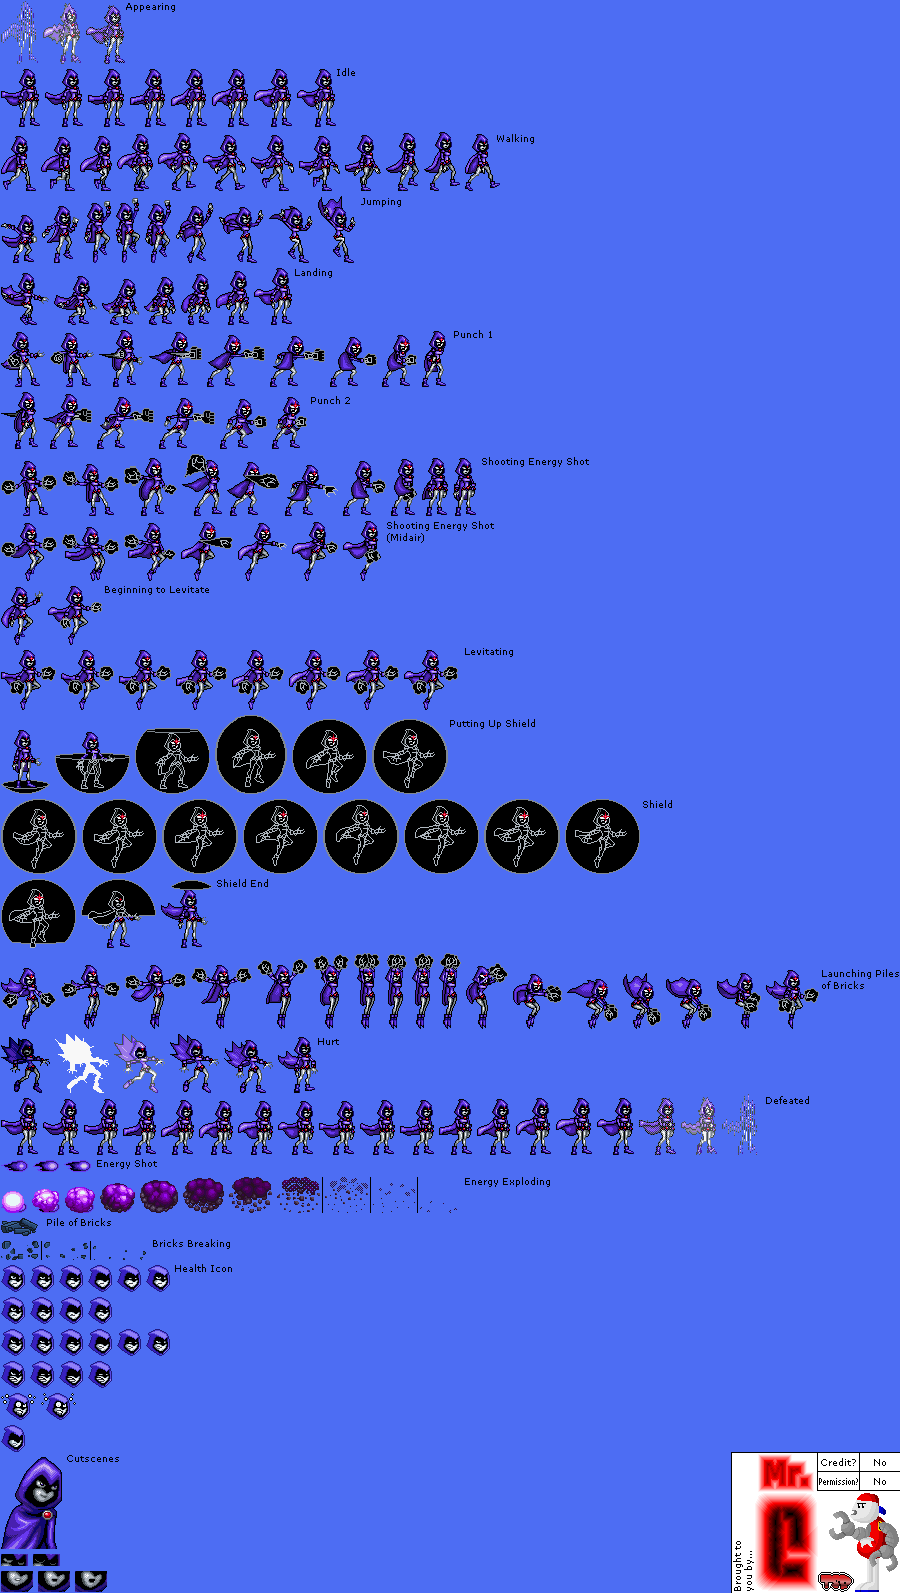 Appearing
Idle
Walking
Jumping
Landing
Punch 1
Punch 2
Shooting Energy Shot
Shooting Energy Shot
(Midair)
Beginning to Levitate
Levitating
Putting Up Shield
Shield
Shield End
Launching Piles
of Bricks
Hurt
Defeated
Energy Shot
Energy Exploding
Pile of Bricks
Bricks Breaking
Health Icon
Cutscenes
Brought to
you by...
Mr.
C
Credit? No
Permission? No